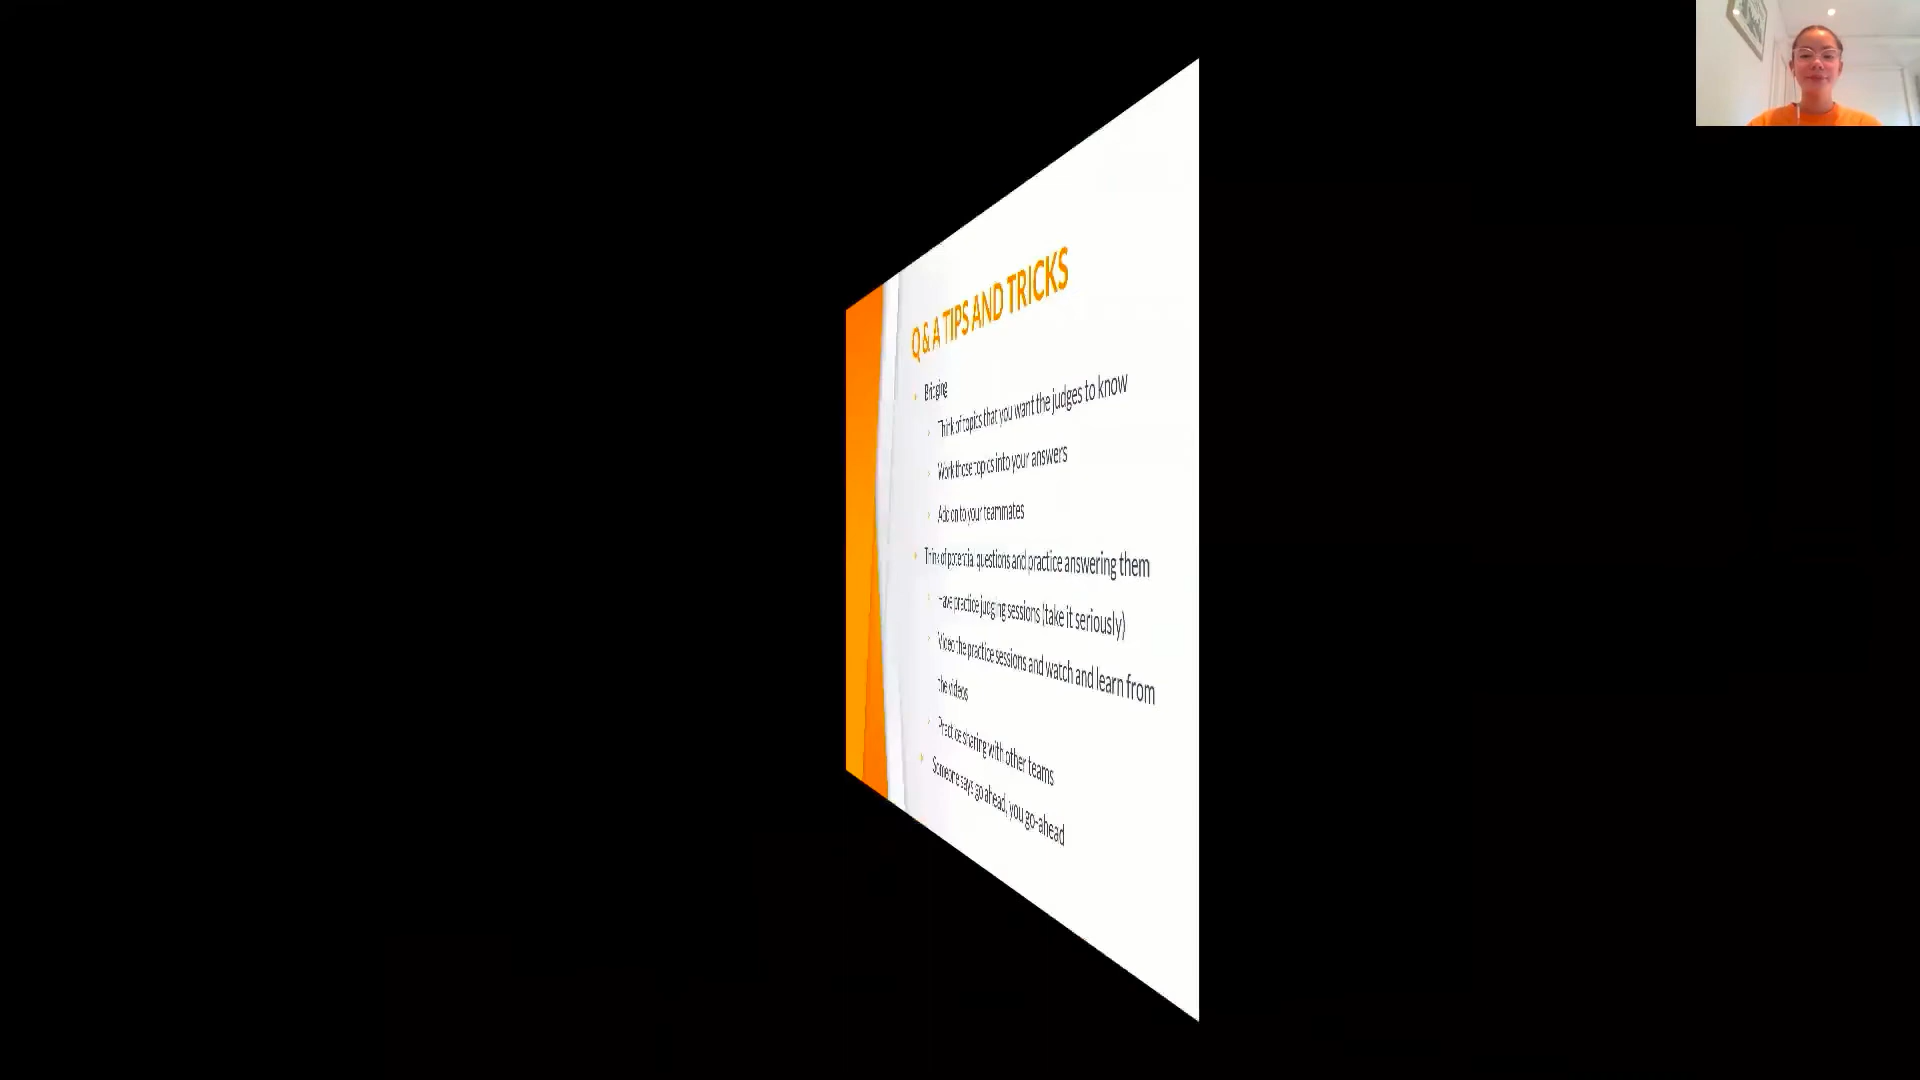 Q & A TIPS AND TRICKS
Bridging
Think of topics that you want the judges to know
Work those topics into your answers
Add on to your teammates
Think of potential questions and practice answering them
Have practice judging sessions (take it seriously)
Video the practice sessions and watch and learn from
the videos
Practice sharing with other teams
Someone says go ahead, you go-ahead